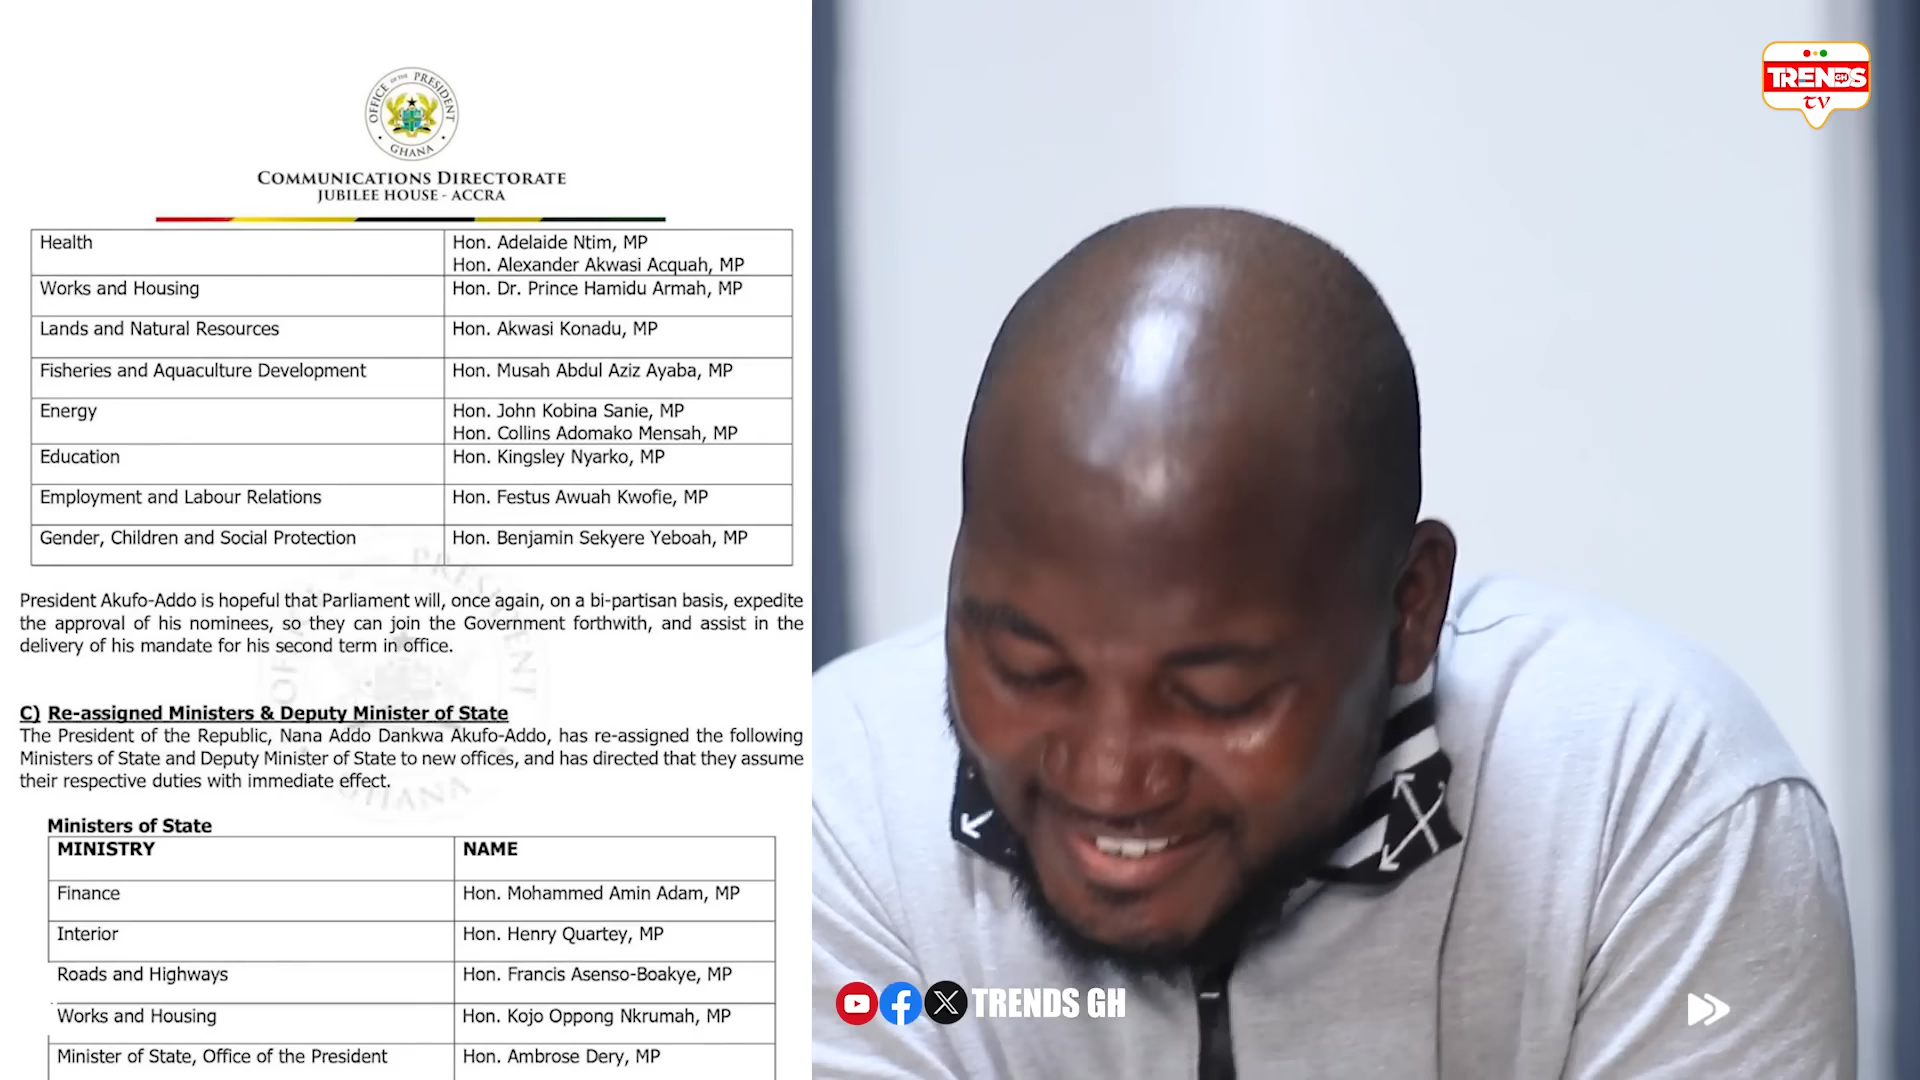 OFFICE OF THE PRESIDENT
GHANA
COMMUNICATIONS DIRECTORATE
JUBILEE HOUSE - ACCRA
Health Hon. Adelaide Ntim, MP
Hon. Alexander Akwasi Acquah, MP
Works and Housing Hon. Dr. Prince Hamidu Armah, MP
Lands and Natural Resources Hon. Akwasi Konadu, MP
Fisheries and Aquaculture Development Hon. Musah Abdul Aziz Ayaba, MP
Energy Hon. John Kobina Sanie, MP
Hon. Collins Adomako Mensah, MP
Education Hon. Kingsley Nyarko, MP
Employment and Labour Relations Hon. Festus Awuah Kwofie, MP
Gender, Children and Social Protection Hon. Benjamin Sekyere Yeboah, MP
President Akufo-Addo is hopeful that Parliament will, once again, on a bi-partisan basis, expedite
the approval of his nominees, so they can join the Government forthwith, and assist in the
delivery of his mandate for his second term in office.
C) Re-assigned Ministers & Deputy Minister of State
The President of the Republic, Nana Addo Dankwa Akufo-Addo, has re-assigned the following
Ministers of State and Deputy Minister of State to new offices, and has directed that they assume
their respective duties with immediate effect.
Ministers of State
MINISTRY NAME
Finance Hon. Mohammed Amin Adam, MP
Interior Hon. Henry Quartey, MP
Roads and Highways Hon. Francis Asenso-Boakye, MP
Works and Housing Hon. Kojo Oppong Nkrumah, MP
Minister of State, Office of the President Hon. Ambrose Dery, MP
TRENDS GH
TV
TRENDS GH